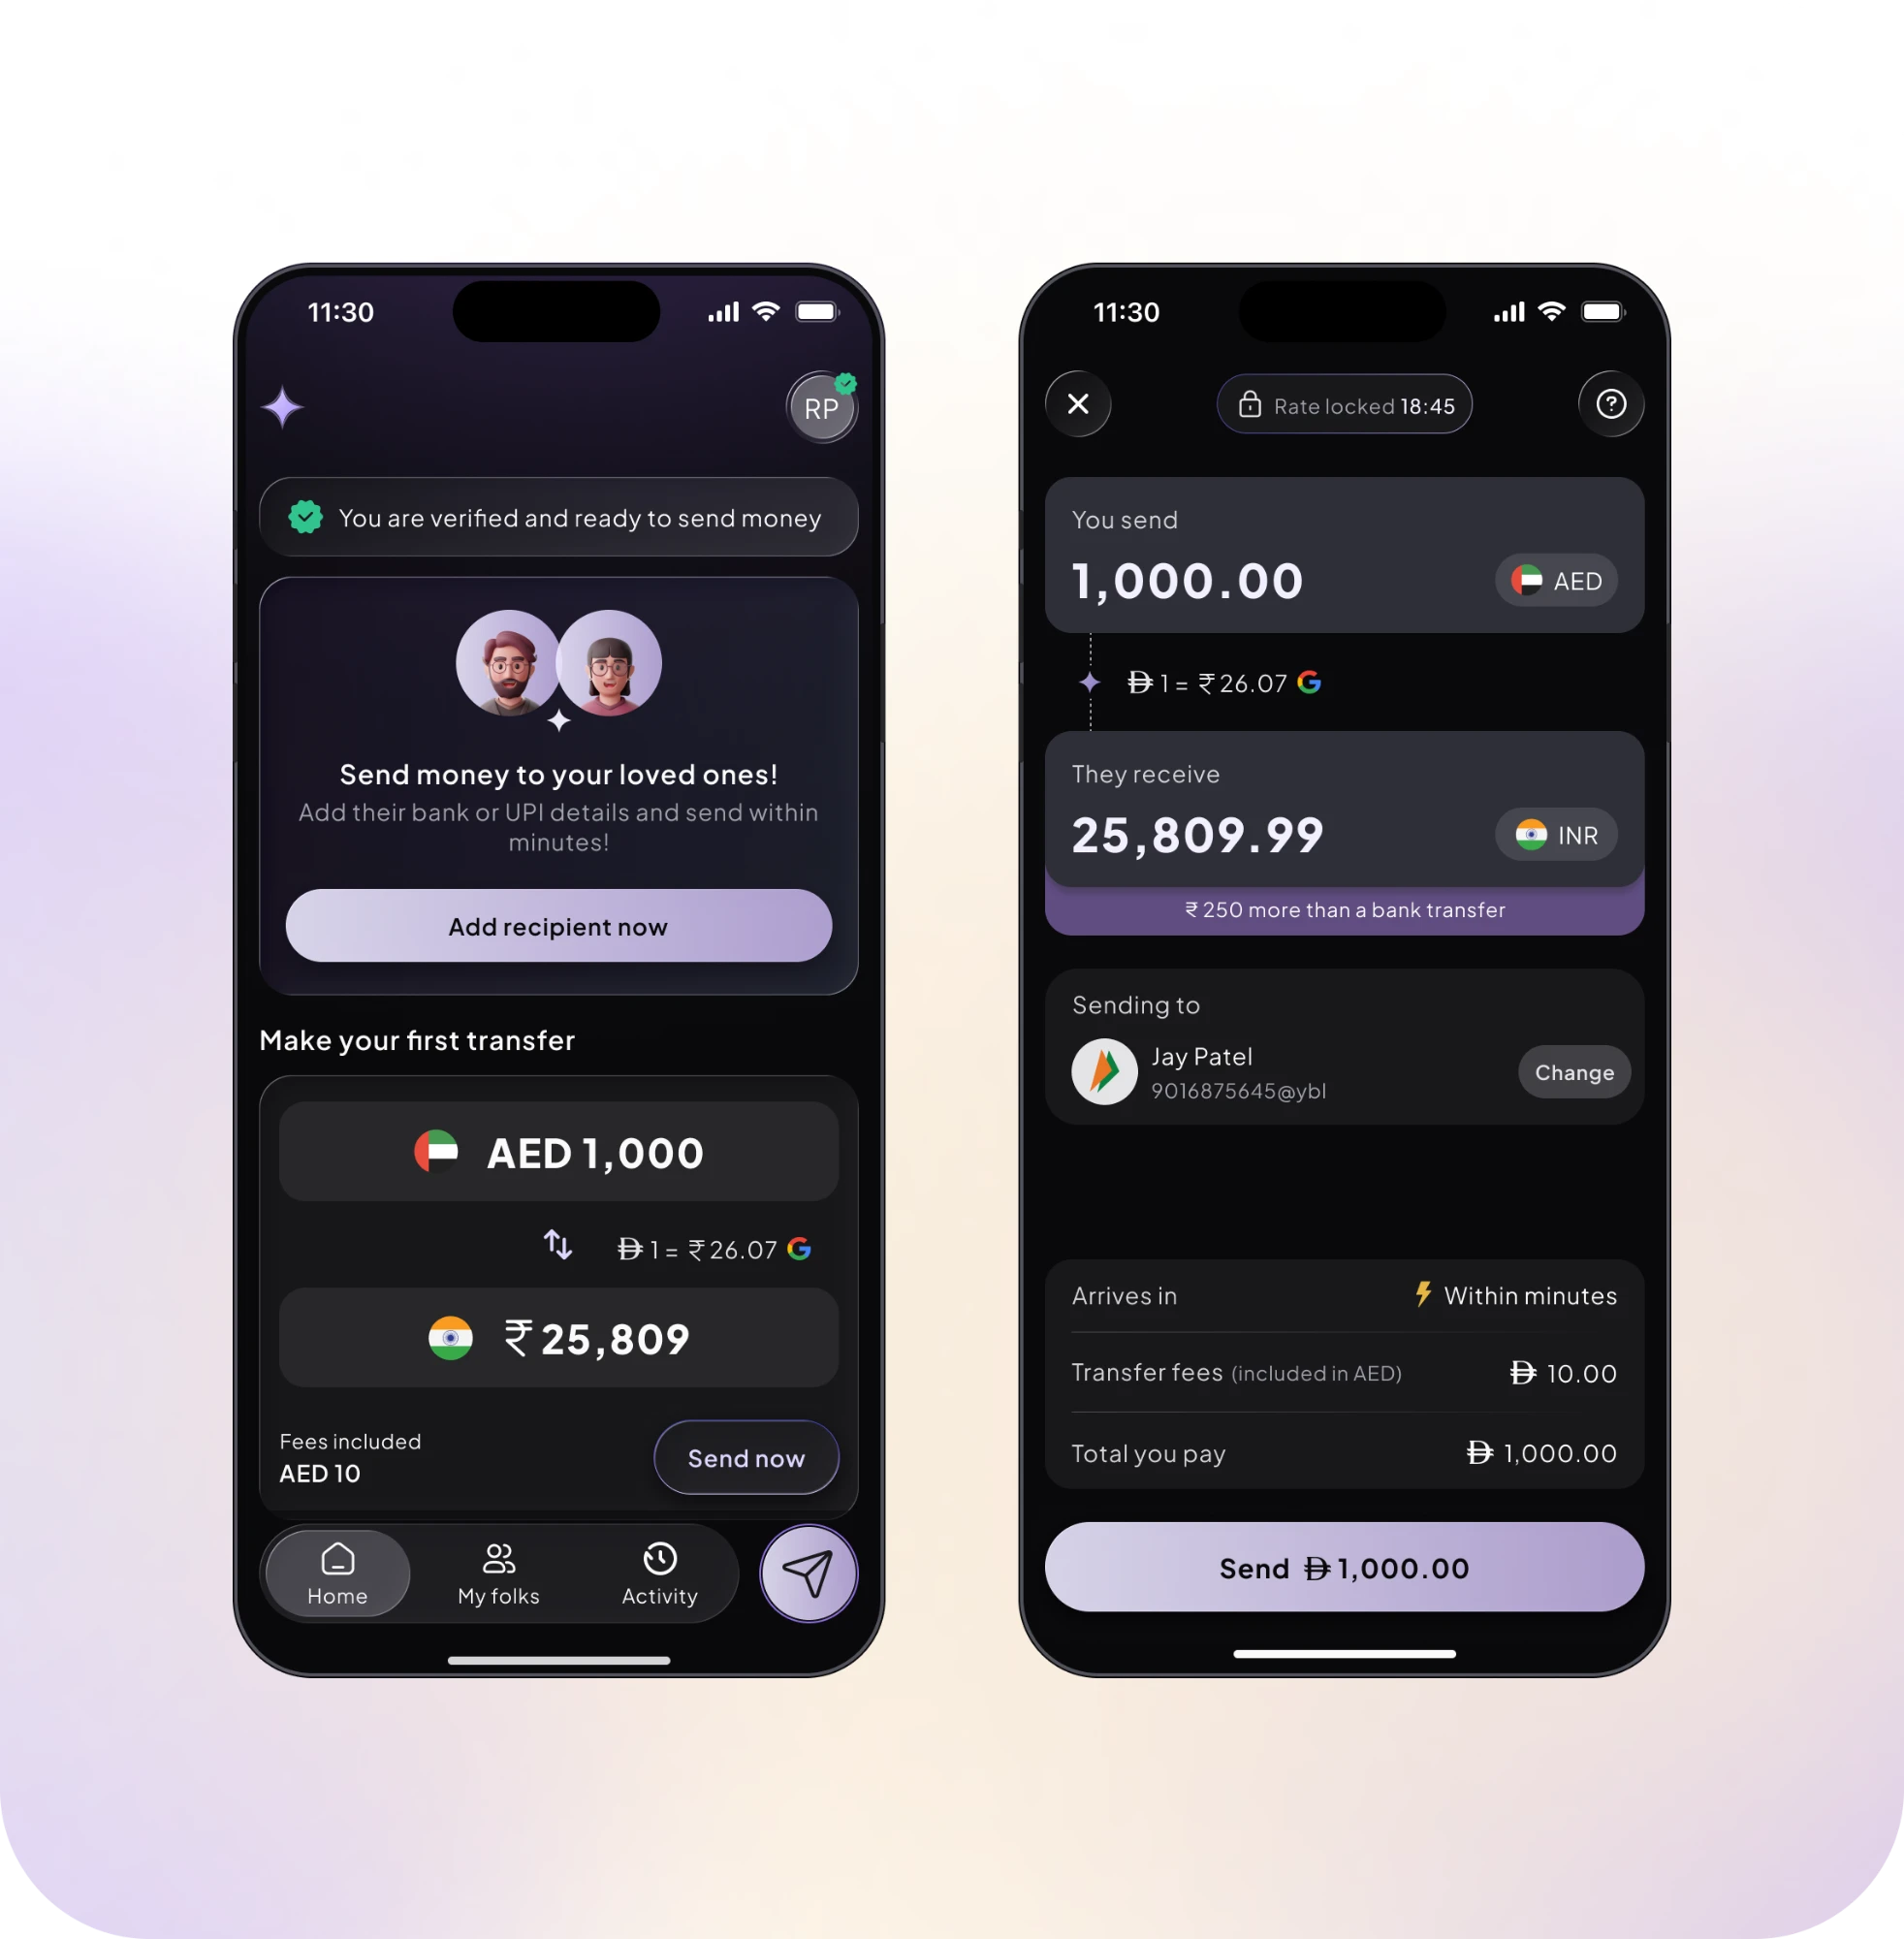 11:30
RP
You are verified and ready to send money
Send money to your loved ones!
Add their bank or UPI details and send within
minutes!
Add recipient now
Make your first transfer
AED 1,000
1 = ₹ 26.07 G
₹ 25,809
Fees included
AED 10
Send now
Home
My folks
Activity
11:30
Rate locked 18:45
You send
1,000.00
AED
1 = ₹ 26.07 G
They receive
25,809.99
INR
₹ 250 more than a bank transfer
Sending to
Jay Patel
9016875645@ybl
Change
Arrives in
Within minutes
Transfer fees (included in AED)
10.00
Total you pay
1,000.00
Send 1,000.00